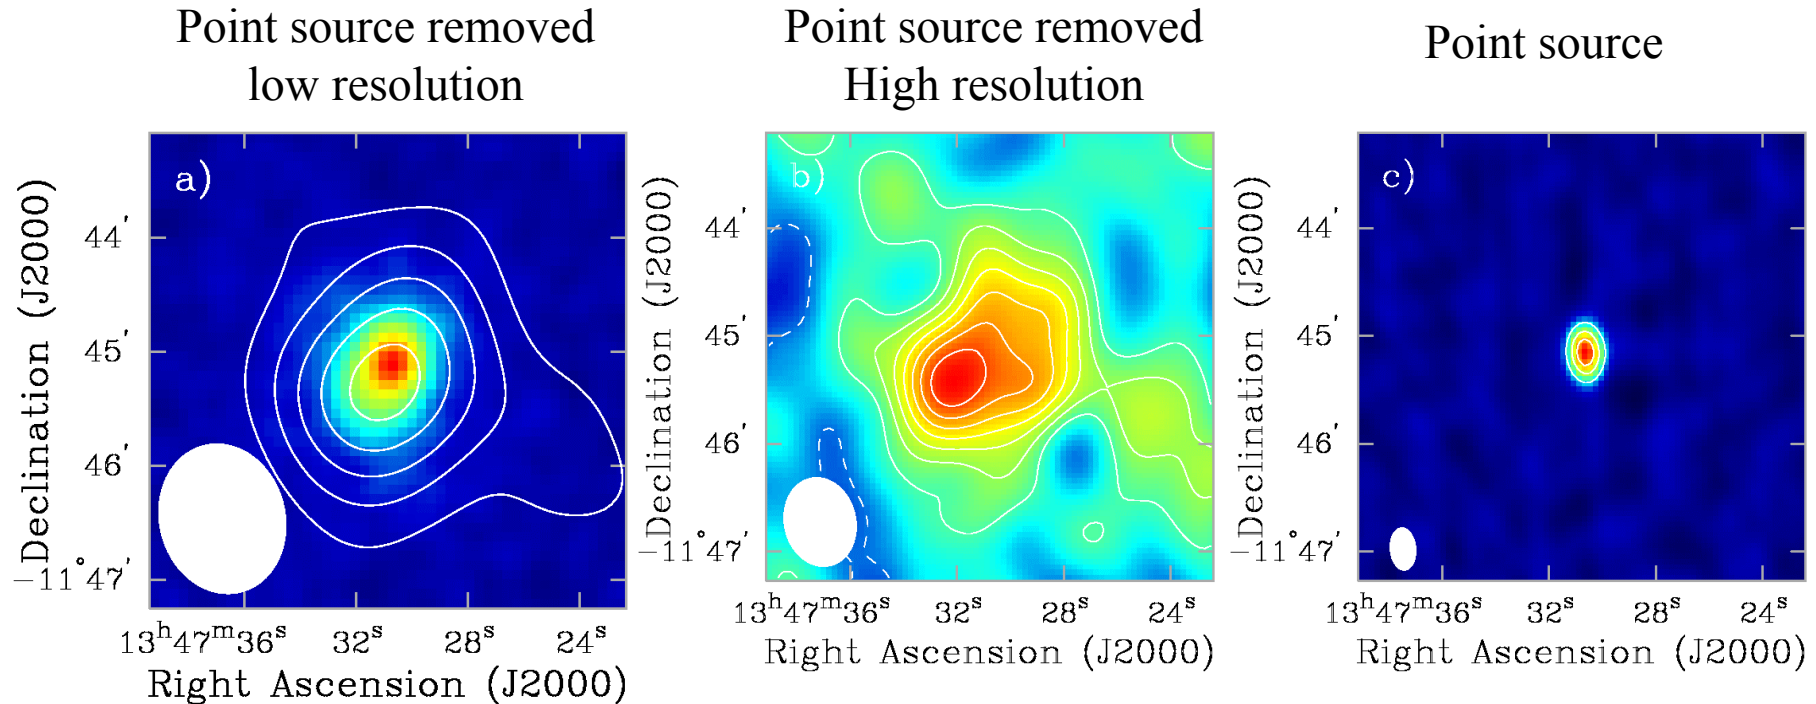 Point source removed
low resolution
Point source removed
High resolution
Point source
a)
44'
45'
46'
-11°47'
13ʰ47ᵐ36ˢ
32ˢ
28ˢ
24ˢ
Declination (J2000)
Right Ascension (J2000)
b)
44'
45'
46'
-11°47'
13ʰ47ᵐ36ˢ
32ˢ
28ˢ
24ˢ
Declination (J2000)
Right Ascension (J2000)
c)
44'
45'
46'
-11°47'
13ʰ47ᵐ36ˢ
32ˢ
28ˢ
24ˢ
Declination (J2000)
Right Ascension (J2000)